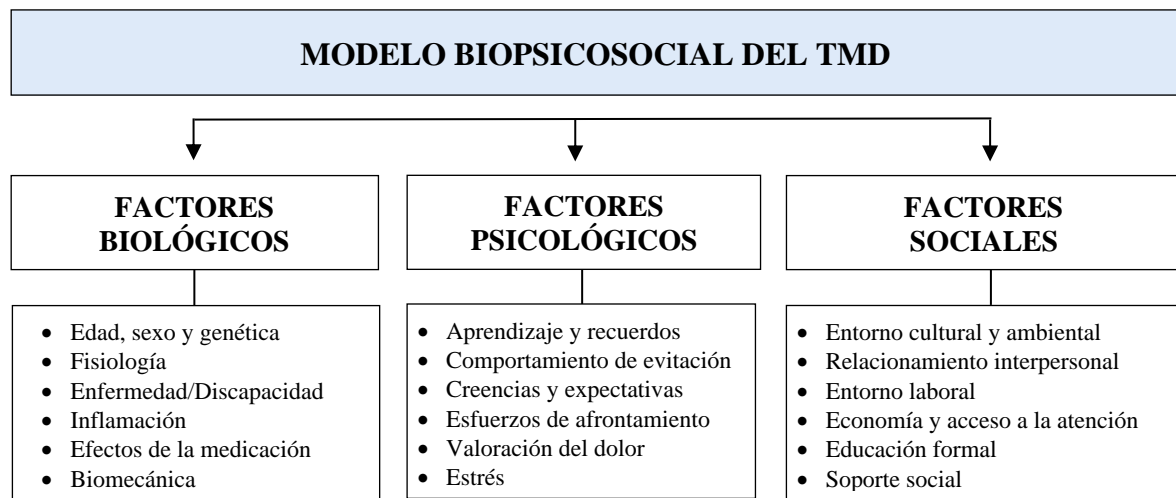 MODELO BIOPSICOSOCIAL DEL TMD
FACTORES
BIOLÓGICOS
• Edad, sexo y genética
• Fisiología
• Enfermedad/Discapacidad
• Inflamación
• Efectos de la medicación
• Biomecánica
FACTORES
PSICOLÓGICOS
• Aprendizaje y recuerdos
• Comportamiento de evitación
• Creencias y expectativas
• Esfuerzos de afrontamiento
• Valoración del dolor
• Estrés
FACTORES
SOCIALES
• Entorno cultural y ambiental
• Relacionamiento interpersonal
• Entorno laboral
• Economía y acceso a la atención
• Educación formal
• Soporte social